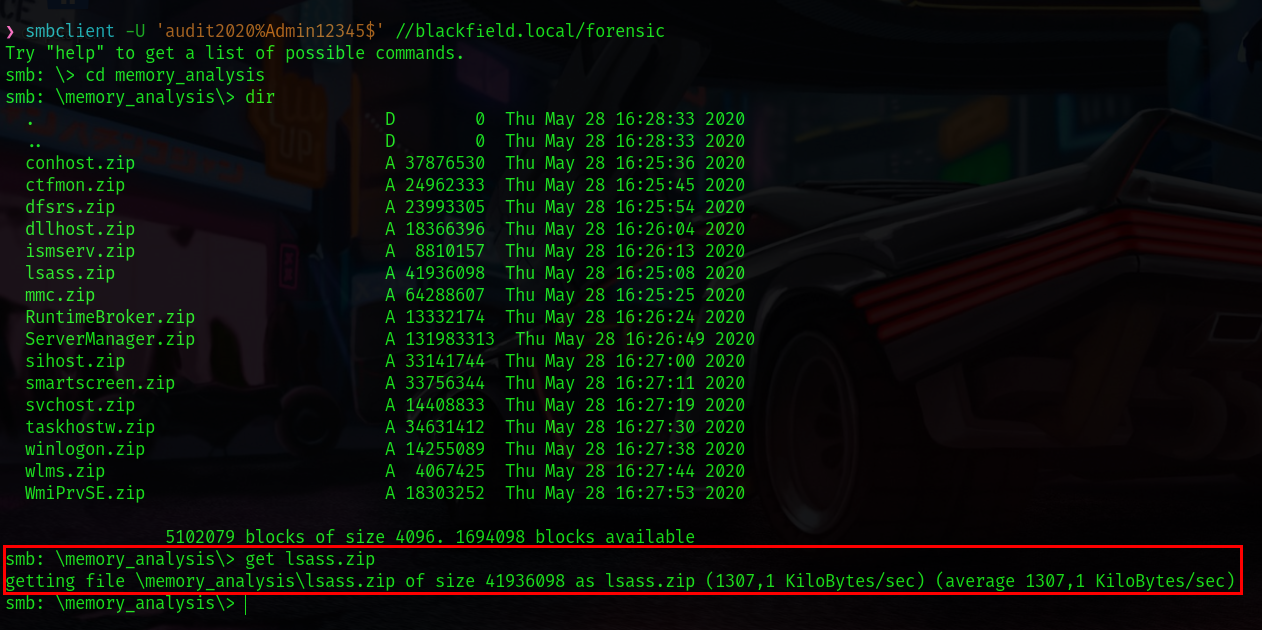 ❯ smbclient -U 'audit2020%Admin12345$' //blackfield.local/forensic
Try "help" to get a list of possible commands.
smb: \> cd memory_analysis
smb: \memory_analysis\> dir
  .                                   D        0  Thu May 28 16:28:33 2020
  ..                                  D        0  Thu May 28 16:28:33 2020
  conhost.zip                         A 37876530  Thu May 28 16:25:36 2020
  ctfmon.zip                          A 24962333  Thu May 28 16:25:45 2020
  dfsrs.zip                           A 23993305  Thu May 28 16:25:54 2020
  dllhost.zip                         A 18366396  Thu May 28 16:26:04 2020
  ismserv.zip                         A  8810157  Thu May 28 16:26:13 2020
  lsass.zip                           A 41936098  Thu May 28 16:25:08 2020
  mmc.zip                             A 64288607  Thu May 28 16:25:25 2020
  RuntimeBroker.zip                   A 13332174  Thu May 28 16:26:24 2020
  ServerManager.zip                   A 131983313  Thu May 28 16:26:49 2020
  sihost.zip                          A 33141744  Thu May 28 16:27:00 2020
  smartscreen.zip                     A 33756344  Thu May 28 16:27:11 2020
  svchost.zip                         A 14408833  Thu May 28 16:27:19 2020
  taskhostw.zip                       A 34631412  Thu May 28 16:27:30 2020
  winlogon.zip                        A 14255089  Thu May 28 16:27:38 2020
  wlms.zip                            A  4067425  Thu May 28 16:27:44 2020
  WmiPrvSE.zip                        A 18303252  Thu May 28 16:27:53 2020
                5102079 blocks of size 4096. 1694098 blocks available
smb: \memory_analysis\> get lsass.zip
getting file \memory_analysis\lsass.zip of size 41936098 as lsass.zip (1307,1 KiloBytes/sec) (average 1307,1 KiloBytes/sec)
smb: \memory_analysis\>